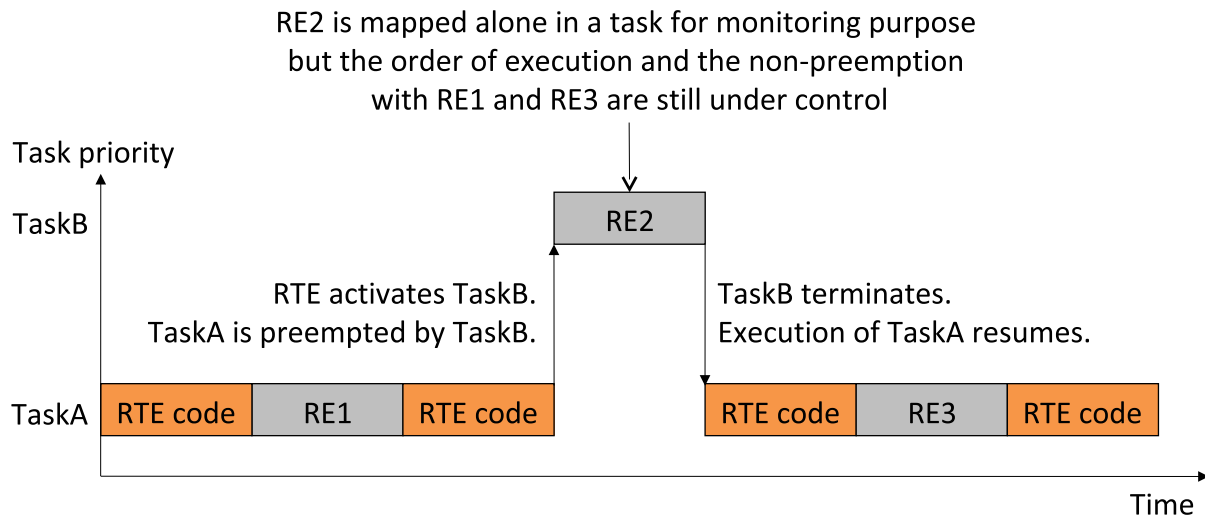 RE2 is mapped alone in a task for monitoring purpose
but the order of execution and the non-preemption
with RE1 and RE3 are still under control
Task priority
TaskB
RE2
RTE activates TaskB.
TaskA is preempted by TaskB.
TaskB terminates.
Execution of TaskA resumes.
TaskA
RTE code
RE1
RTE code
RTE code
RE3
RTE code
Time